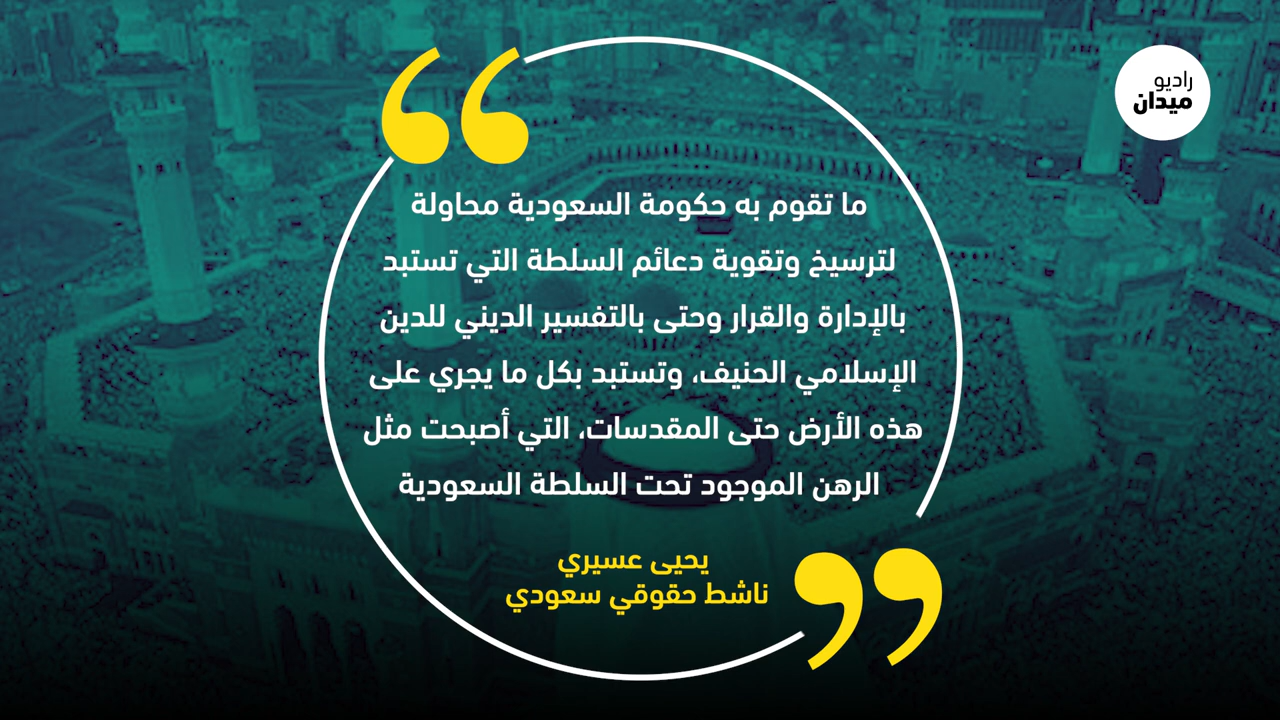 راديو
ميدان
ما تقوم به حكومة السعودية محاولة
لترسيخ وتقوية دعائم السلطة التي تستبد
بالإدارة والقرار وحتى بالتفسير الديني للدين
الإسلامي الحنيف، وتستبد بكل ما يجري على
هذه الأرض حتى المقدسات، التي أصبحت مثل
الرهن الموجود تحت السلطة السعودية
يحيى عسيري
ناشط حقوقي سعودي